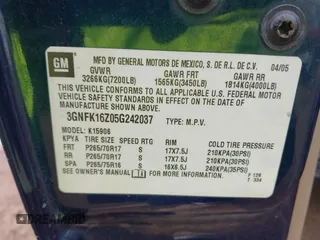 GM
MFD BY GENERAL MOTORS DE MEXICO, S. DE R.L. DE C.V. 04/05
GVWR GAWR FRT GAWR RR
3266KG(7200LB) 1565KG(3450LB) 1814KG(4000LB)
THIS VEHICLE CONFORMS TO ALL APPLICABLE U.S. FEDERAL MOTOR
VEHICLE SAFETY STANDARDS IN EFFECT ON THE DATE OF
MANUFACTURE SHOWN ABOVE.
3GNFK16Z05G242037 TYPE: M.P.V.
MODEL: K15906
KPYA TIRE SIZE SPEED RTG RIM COLD TIRE PRESSURE
FRT P265/70R17 S 17X7.5J 210KPA(30PSI)
RR P265/70R17 S 17X7.5J 210KPA(30PSI)
SPA P265/75R16 S 16X6.5J 240KPA(35PSI)
SEE OWNER'S MANUAL FOR ADDITIONAL INFORMATION